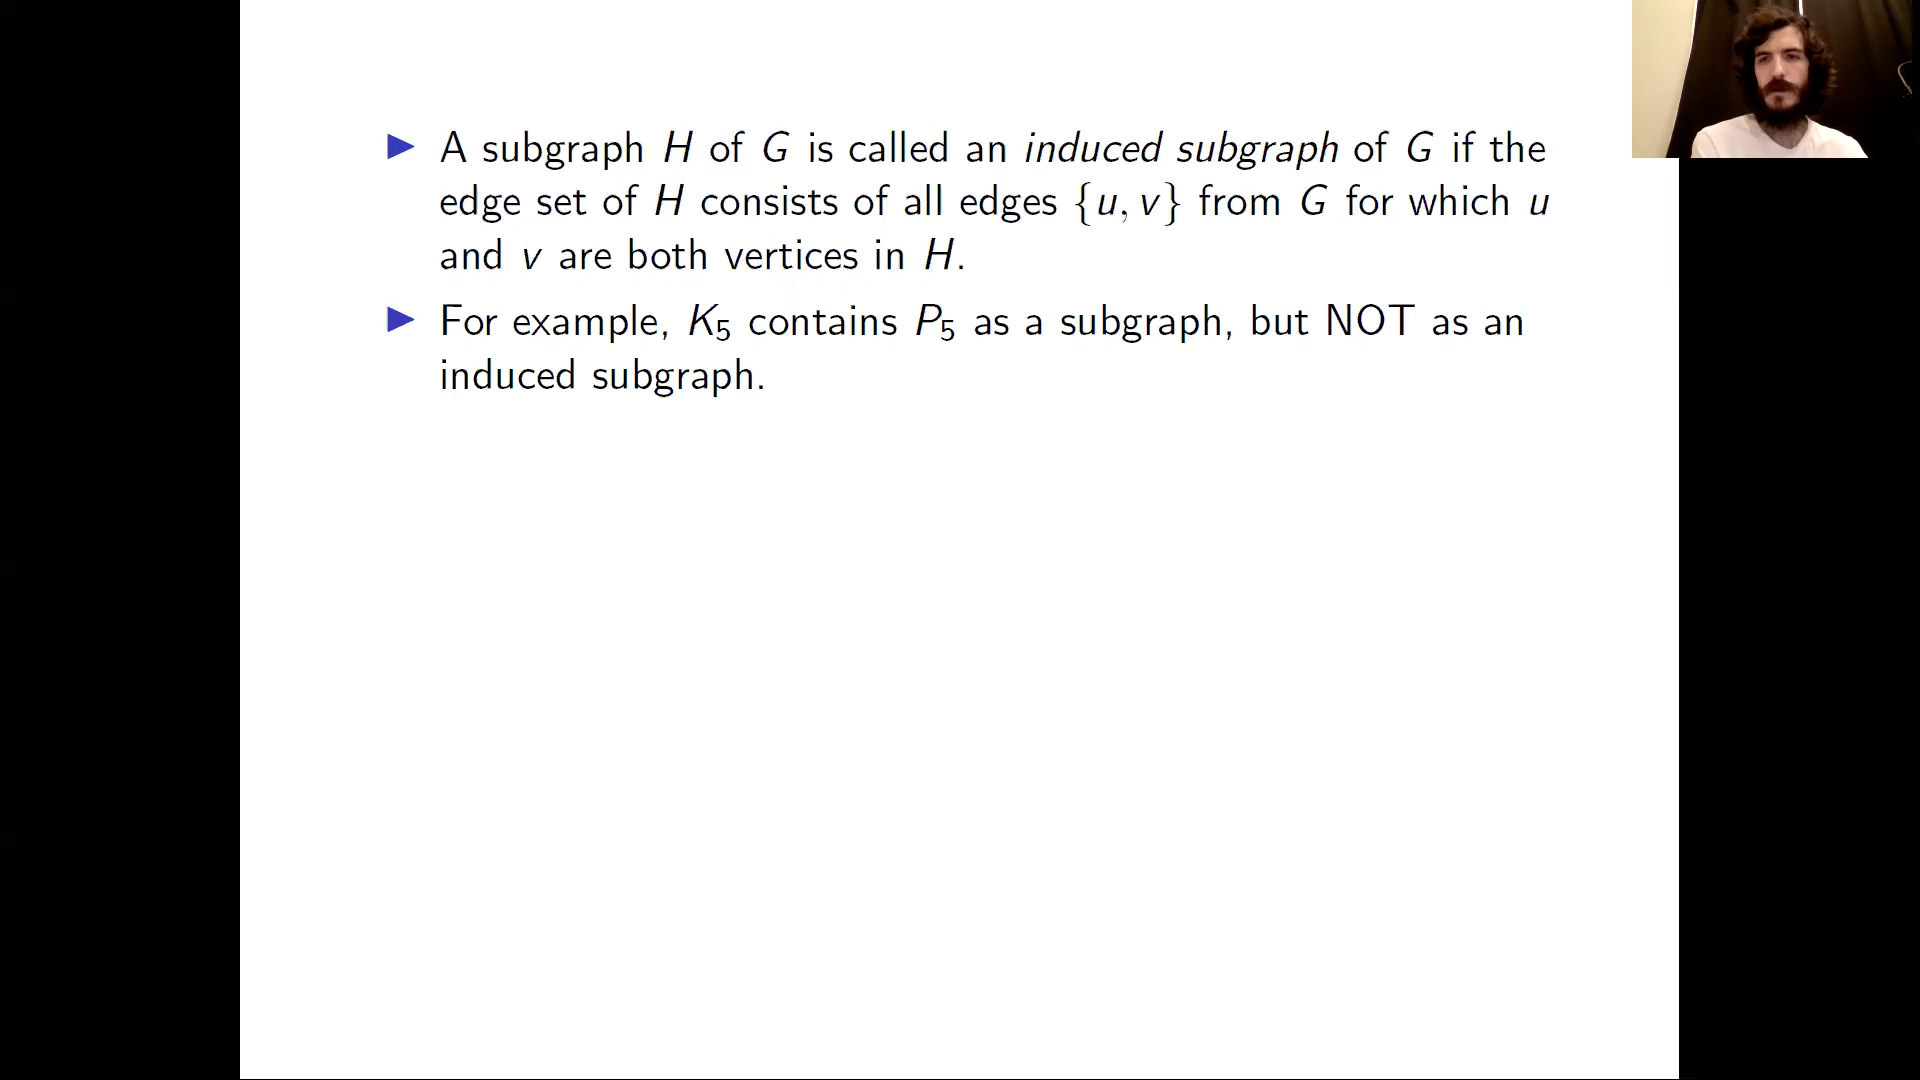 A subgraph H of G is called an induced subgraph of G if the
edge set of H consists of all edges {u, v} from G for which u
and v are both vertices in H.
For example, K₅ contains P₅ as a subgraph, but NOT as an
induced subgraph.